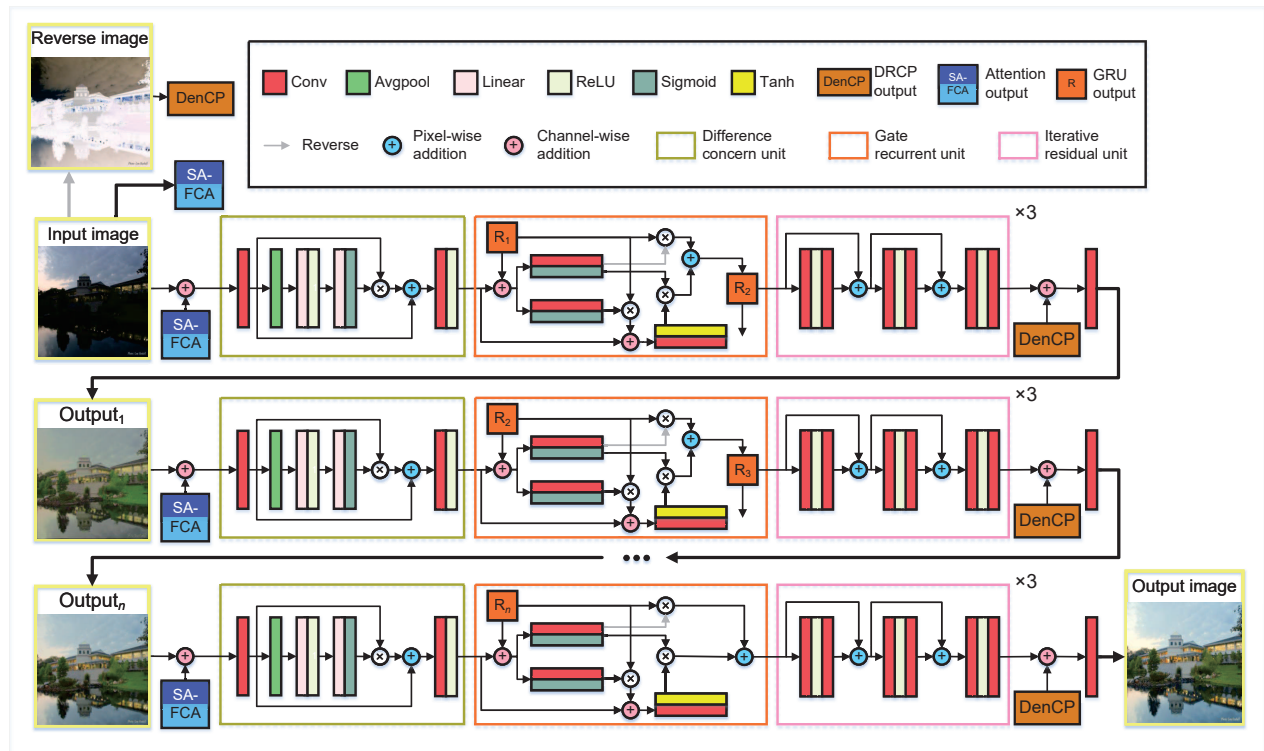 Reverse image
DenCP
SA-
FCA
Conv
Avgpool
Linear
ReLU
Sigmoid
Tanh
DenCP
DRCP
output
SA-
FCA
Attention
output
R
GRU
output
Reverse
Pixel-wise
addition
Channel-wise
addition
Difference
concern unit
Gate
recurrent unit
Iterative
residual unit
Input image
SA-
FCA
R1
R2
×3
DenCP
Output1
SA-
FCA
R2
R3
×3
DenCP
•••
Outputn
SA-
FCA
Rn
×3
DenCP
Output image